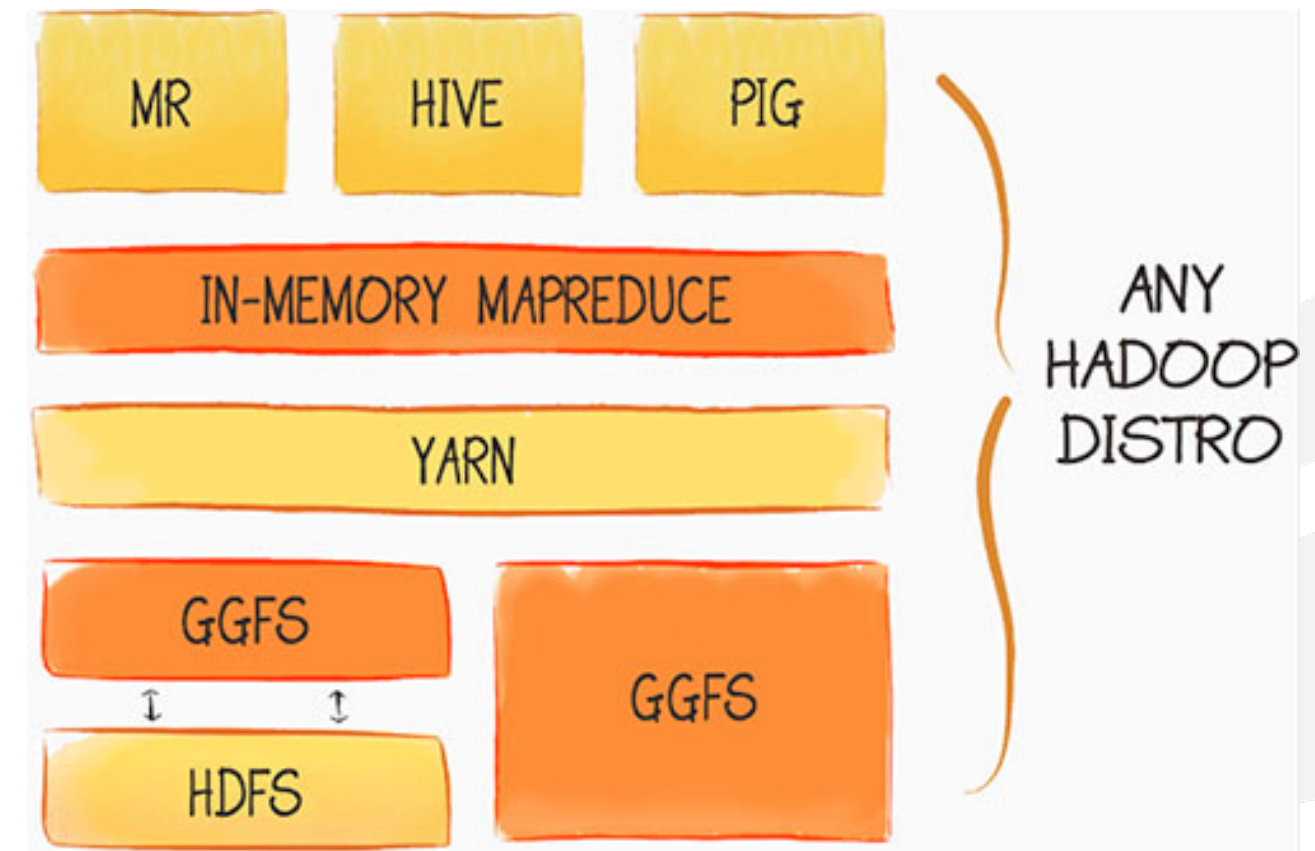 MR
HIVE
PIG
IN-MEMORY MAPREDUCE
YARN
GGFS
HDFS
GGFS
ANY
HADOOP
DISTRO